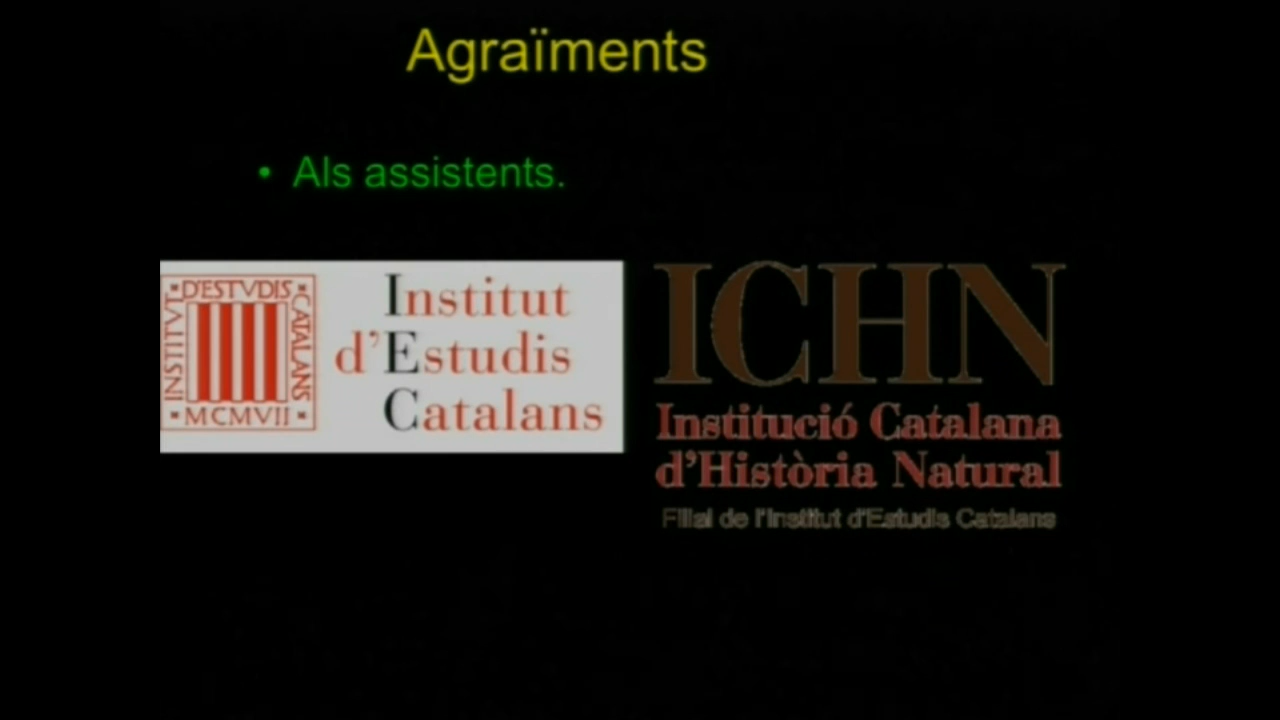 Agraïments
• Als assistents.
INSTITVT
D'ESTVDIS
CATALANS
MCMVII
Institut
d'Estudis
Catalans
ICHN
Institució Catalana
d'Història Natural
Filial de l'Institut d'Estudis Catalans